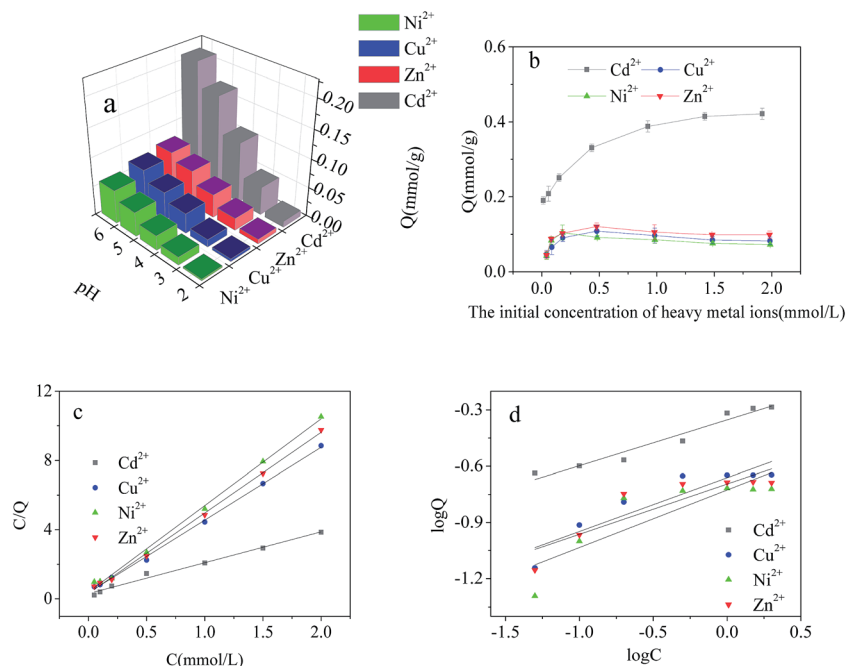 a
Ni²⁺
Cu²⁺
Zn²⁺
Cd²⁺
0.20
0.15
0.10
0.05
0.00
Q(mmol/g)
6
5
4
3
2
pH
Cd²⁺
Zn²⁺
Cu²⁺
Ni²⁺
b
Cd²⁺ Cu²⁺
Ni²⁺ Zn²⁺
0.6
0.4
0.2
0.0
Q(mmol/g)
0.0 0.5 1.0 1.5 2.0
The initial concentration of heavy metal ions(mmol/L)
c
Cd²⁺
Cu²⁺
Ni²⁺
Zn²⁺
12
8
4
0
C/Q
0.0 0.5 1.0 1.5 2.0
C(mmol/L)
d
-0.3
-0.6
-0.9
-1.2
logQ
Cd²⁺
Cu²⁺
Ni²⁺
Zn²⁺
-1.5 -1.0 -0.5 0.0 0.5
logC